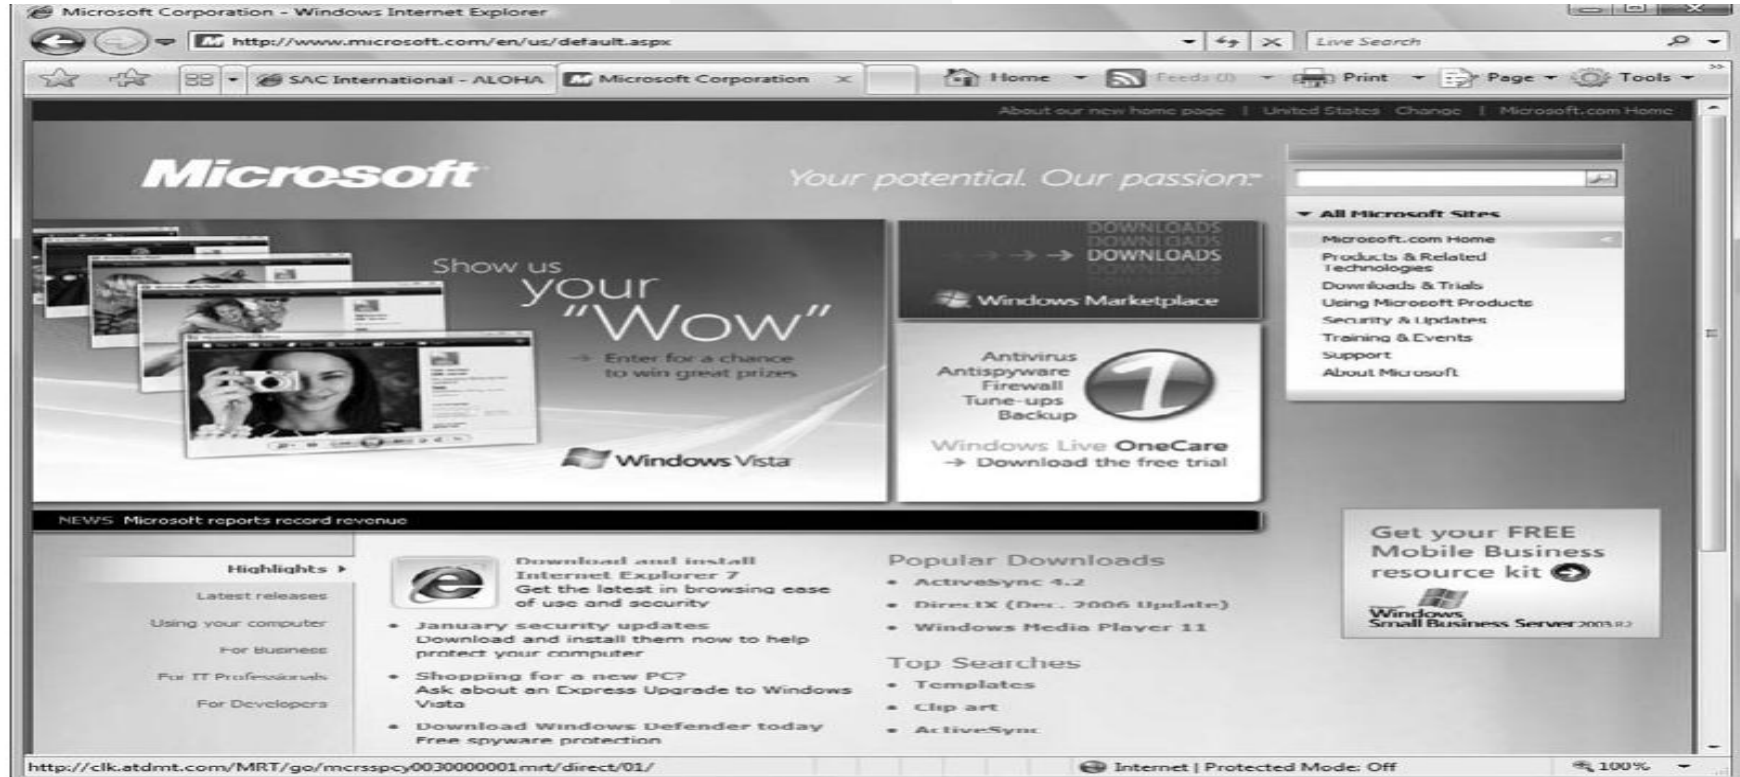 Microsoft Corporation - Windows Internet Explorer
http://www.microsoft.com/en/us/default.aspx
Live Search
SAC International - ALOHA
Microsoft Corporation
Home
Feeds (J)
Print
Page
Tools
About our new home page | United States Change | Microsoft.com Home
Microsoft
Your potential. Our passion.™
All Microsoft Sites
Microsoft.com Home
Products & Related
Technologies
Downloads & Trials
Using Microsoft Products
Security & Updates
Training & Events
Support
About Microsoft
Show us
your
"Wow"
→ Enter for a chance
to win great prizes
Windows Vista
DOWNLOADS
DOWNLOADS
→ → DOWNLOADS
DOWNLOADS
Windows Marketplace
Antivirus
Antispyware
Firewall
Tune-ups
Backup
1
Windows Live OneCare
→ Download the free trial
NEWS Microsoft reports record revenue
Highlights
Latest releases
Using your computer
For Business
For IT Professionals
For Developers
Download and install
Internet Explorer 7
Get the latest in browsing ease
of use and security
• January security updates
Download and install them now to help
protect your computer
• Shopping for a new PC?
Ask about an Express Upgrade to Windows
Vista
• Download Windows Defender today
Free spyware protection
Popular Downloads
• ActiveSync 4.2
• DirectX (Dec. 2006 Update)
• Windows Media Player 11
Top Searches
• Templates
• Clip art
• ActiveSync
Get your FREE
Mobile Business
resource kit
Windows
Small Business Server 2003 R2
http://clk.atdmt.com/MRT/go/mcrsspcy0030000001mrt/direct/01/
Internet | Protected Mode: Off
100%